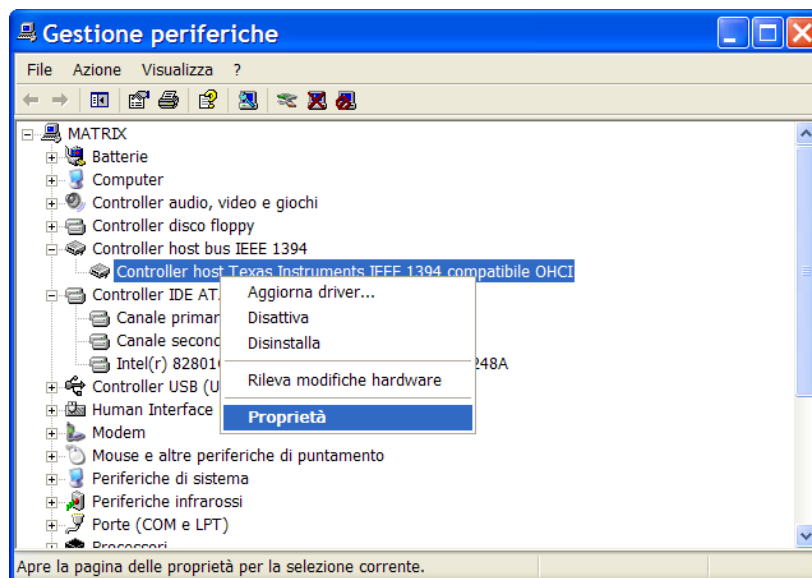 Gestione periferiche
File Azione Visualizza ?
MATRIX
Batterie
Computer
Controller audio, video e giochi
Controller disco floppy
Controller host bus IEEE 1394
Controller host Texas Instruments IEEE 1394 compatibile OHCI
Controller IDE AT
Aggiorna driver...
Canale primar
Disattiva
Canale second
Disinstalla
Intel(r) 82801 248A
Rileva modifiche hardware
Controller USB (U
Human Interface
Proprietà
Modem
Mouse e altre periferiche di puntamento
Periferiche di sistema
Periferiche infrarossi
Porte (COM e LPT)
Processori
Apre la pagina delle proprietà per la selezione corrente.